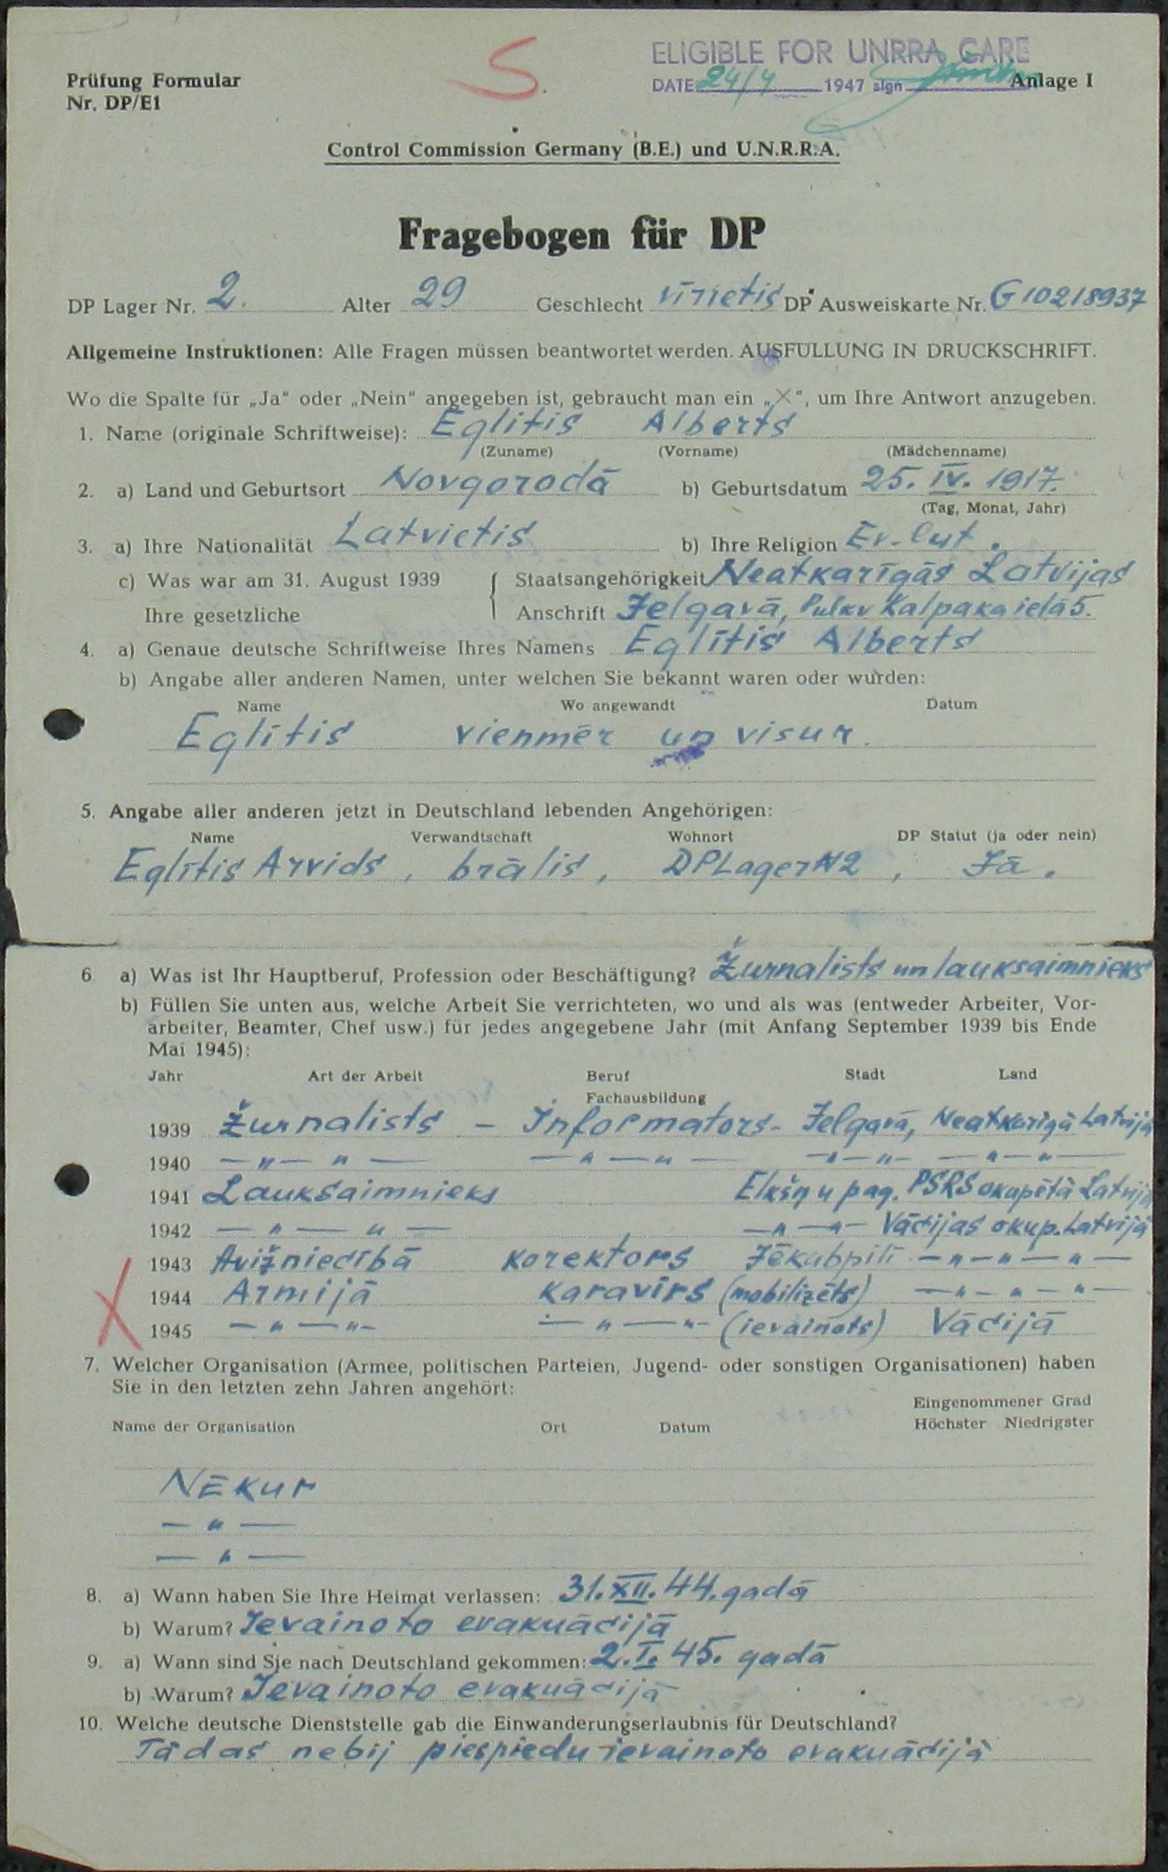 S.
ELIGIBLE FOR UNRRA CARE
DATE 24/4 1947 sign
Prüfung Formular
Nr. DP/E1
Anlage I
Control Commission Germany (B.E.) und U.N.R.R.A.
Fragebogen für DP
DP Lager Nr. 2. Alter 29 Geschlecht vīrietis DP Ausweiskarte Nr. G10218937
Allgemeine Instruktionen: Alle Fragen müssen beantwortet werden. AUSFÜLLUNG IN DRUCKSCHRIFT.
Wo die Spalte für „Ja" oder „Nein" angegeben ist, gebraucht man ein „X", um Ihre Antwort anzugeben.
1. Name (originale Schriftweise): Eglītis Alberts
(Zuname) (Vorname) (Mädchenname)
2. a) Land und Geburtsort Novgorodā b) Geburtsdatum 25. IV. 1917.
(Tag, Monat, Jahr)
3. a) Ihre Nationalität Latvietis b) Ihre Religion Ev-lut.
c) Was war am 31. August 1939 { Staatsangehörigkeit Neatkarīgās Latvijas
Ihre gesetzliche Anschrift Jelgavā, Pulkv Kalpaka ielā 5.
4. a) Genaue deutsche Schriftweise Ihres Namens Eglītis Alberts
b) Angabe aller anderen Namen, unter welchen Sie bekannt waren oder wurden:
Name Wo angewandt Datum
Eglītis vienmēr un visur.
5. Angabe aller anderen jetzt in Deutschland lebenden Angehörigen:
Name Verwandtschaft Wohnort DP Statut (ja oder nein)
Eglītis Arvids, brālis, DP Lager N2, Jā.
6 a) Was ist Ihr Hauptberuf, Profession oder Beschäftigung? Žurnalists un lauksaimnieks
b) Füllen Sie unten aus, welche Arbeit Sie verrichteten, wo und als was (entweder Arbeiter, Vor-
arbeiter, Beamter, Chef usw.) für jedes angegebene Jahr (mit Anfang September 1939 bis Ende
Mai 1945):
Jahr Art der Arbeit Beruf Stadt Land
Fachausbildung
1939 Žurnalists - Informators- Jelgavā, Neatkarīgā Latvijā
1940 — " — " — — " — " — — " — " — — " — " —
1941 Lauksaimnieks Elkšņu pag. PSRS okupētā Latvijā
1942 — " — " — — " — " — Vācijas okup. Latvijā
1943 Avižniecībā korektors Jēkabpilī — " — " — " —
1944 Armijā karavīrs (mobilizēts) — " — " — " —
1945 — " — " — — " — " — (ievainots) Vācijā
7. Welcher Organisation (Armee, politischen Parteien, Jugend- oder sonstigen Organisationen) haben
Sie in den letzten zehn Jahren angehört:
Eingenommener Grad
Name der Organisation Ort Datum Höchster Niedrigster
NĒkur
— " —
— " —
8. a) Wann haben Sie Ihre Heimat verlassen: 31. XII. 44. gadā
b) Warum? Ievainoto evakuācijā
9. a) Wann sind Sie nach Deutschland gekommen: 2. I. 45. gadā
b) Warum? Ievainoto evakuācijā
10. Welche deutsche Dienststelle gab die Einwanderungserlaubnis für Deutschland?
Tādas nebij piespiedu ievainoto evakuācijā